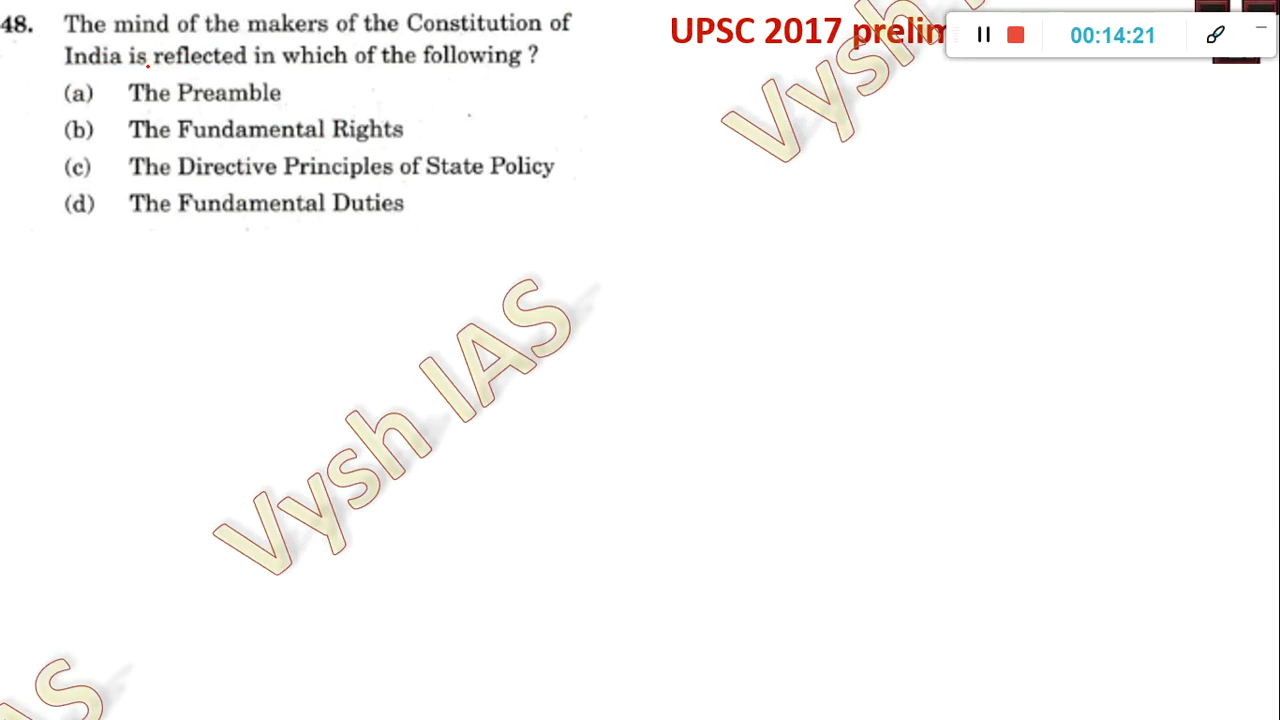 48. The mind of the makers of the Constitution of
India is reflected in which of the following ?
(a) The Preamble
(b) The Fundamental Rights
(c) The Directive Principles of State Policy
(d) The Fundamental Duties
UPSC 2017 prelim
00:14:21
Vysh
Vysh IAS